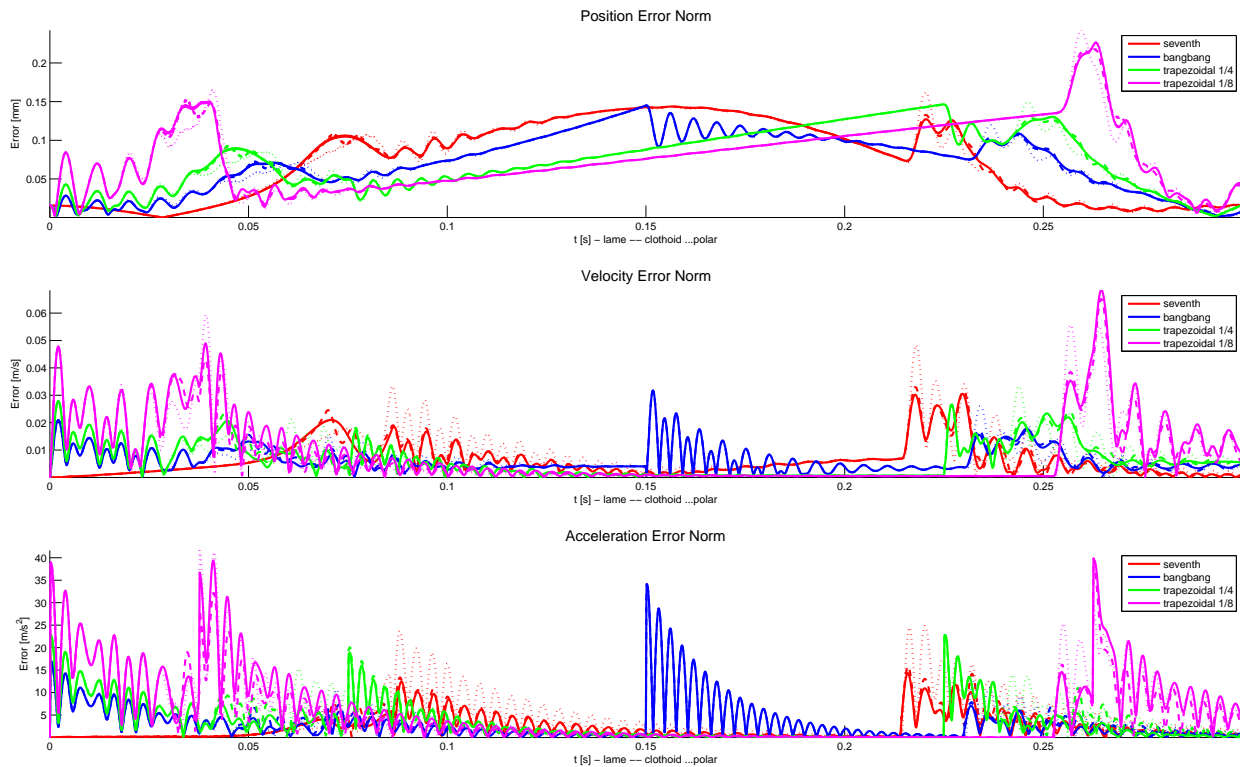 Position Error Norm
Error [mm]
0.2
0.15
0.1
0.05
0
0.05
0.1
0.15
0.2
0.25
t [s] − lame −− clothoid ...polar
seventh
bangbang
trapezoidal 1/4
trapezoidal 1/8
Velocity Error Norm
Error [m/s]
0.06
0.05
0.04
0.03
0.02
0.01
0
0.05
0.1
0.15
0.2
0.25
t [s] − lame −− clothoid ...polar
seventh
bangbang
trapezoidal 1/4
trapezoidal 1/8
Acceleration Error Norm
Error [m/s²]
40
35
30
25
20
15
10
5
0
0.05
0.1
0.15
0.2
0.25
t [s] − lame −− clothoid ...polar
seventh
bangbang
trapezoidal 1/4
trapezoidal 1/8